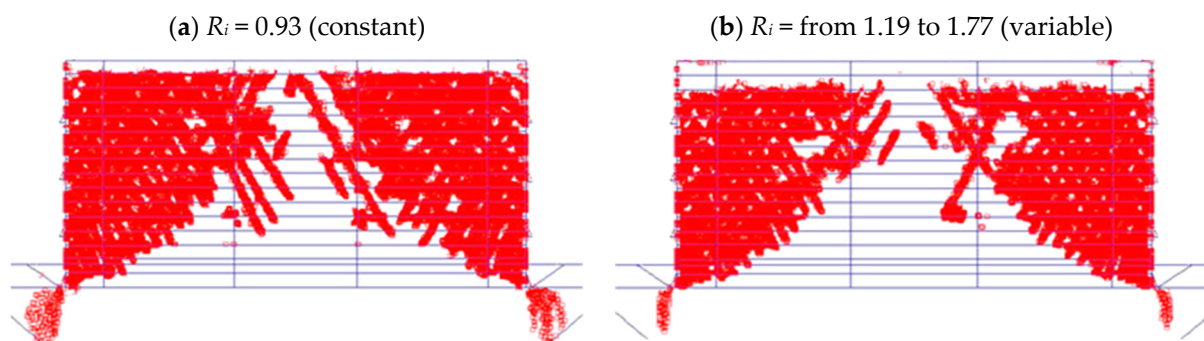 (a) Ri = 0.93 (constant)
(b) Ri = from 1.19 to 1.77 (variable)